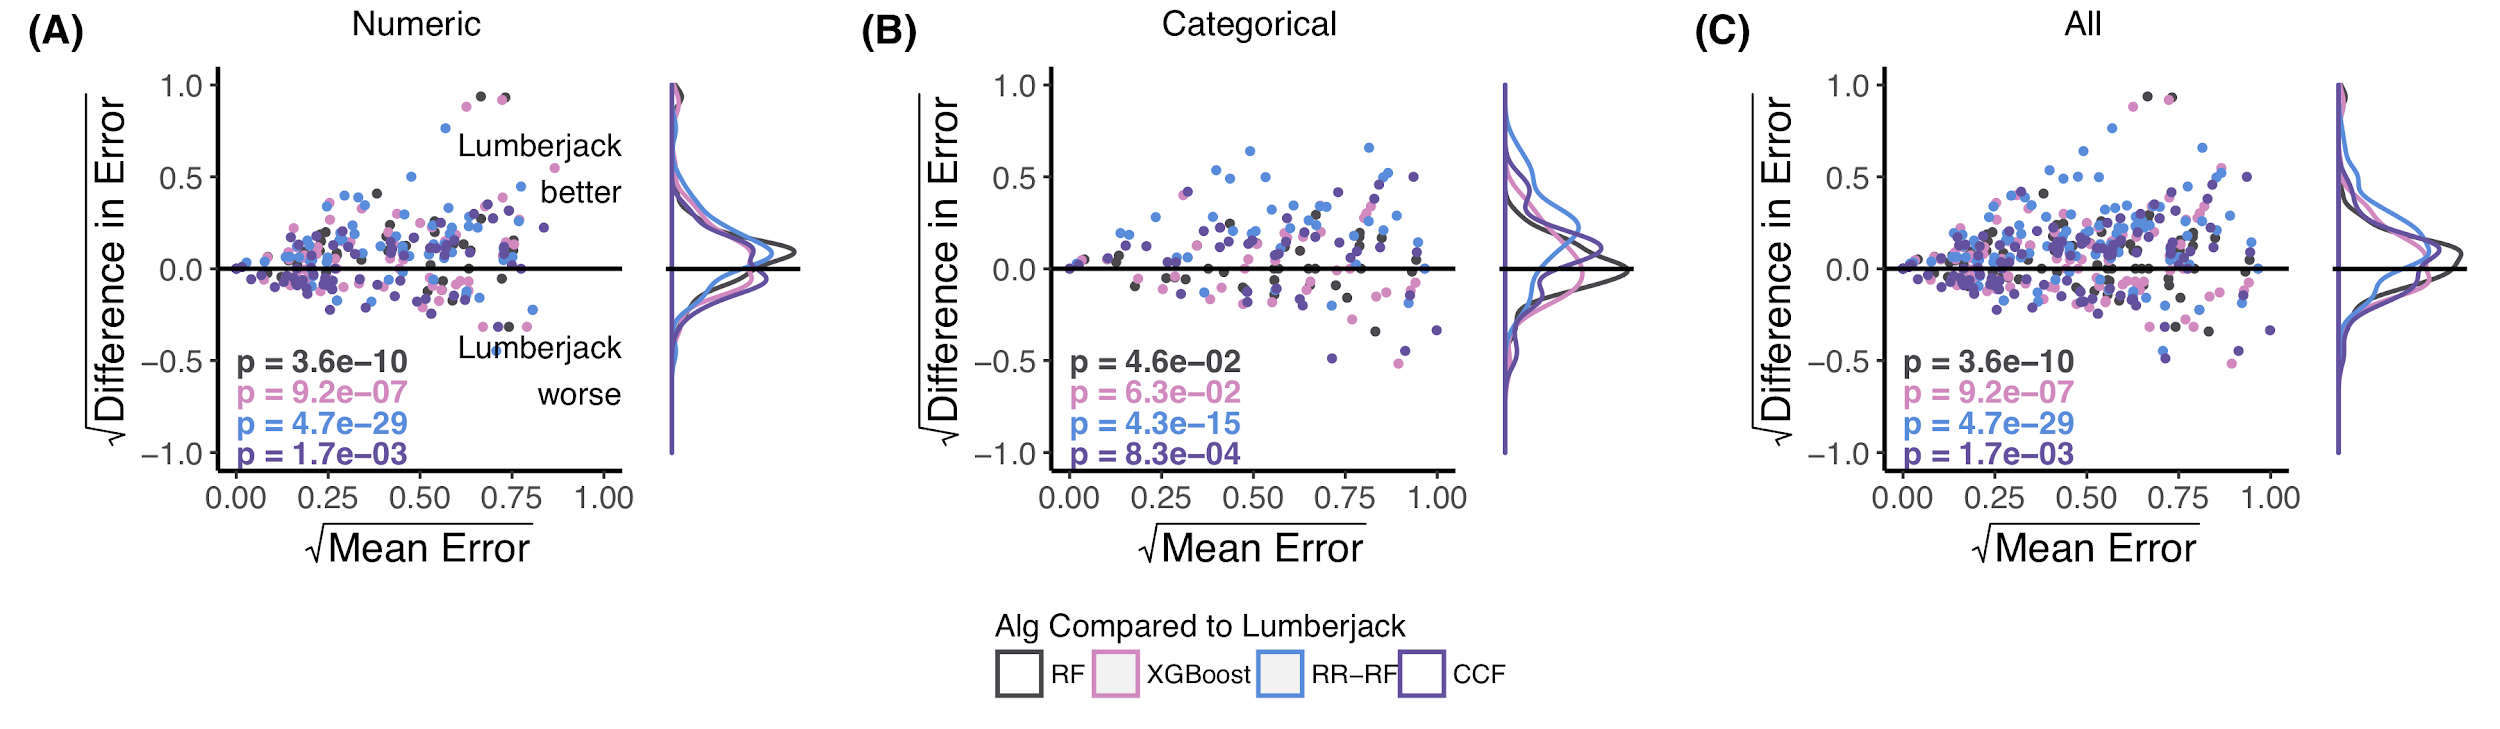 (A)
Numeric
√Difference in Error
1.0
0.5
0.0
−0.5
−1.0
Lumberjack
better
Lumberjack
worse
p = 3.6e−10
p = 9.2e−07
p = 4.7e−29
p = 1.7e−03
0.00 0.25 0.50 0.75 1.00
√Mean Error
(B)
Categorical
√Difference in Error
1.0
0.5
0.0
−0.5
−1.0
p = 4.6e−02
p = 6.3e−02
p = 4.3e−15
p = 8.3e−04
0.00 0.25 0.50 0.75 1.00
√Mean Error
(C)
All
√Difference in Error
1.0
0.5
0.0
−0.5
−1.0
p = 3.6e−10
p = 9.2e−07
p = 4.7e−29
p = 1.7e−03
0.00 0.25 0.50 0.75 1.00
√Mean Error
Alg Compared to Lumberjack
RF XGBoost RR−RF CCF